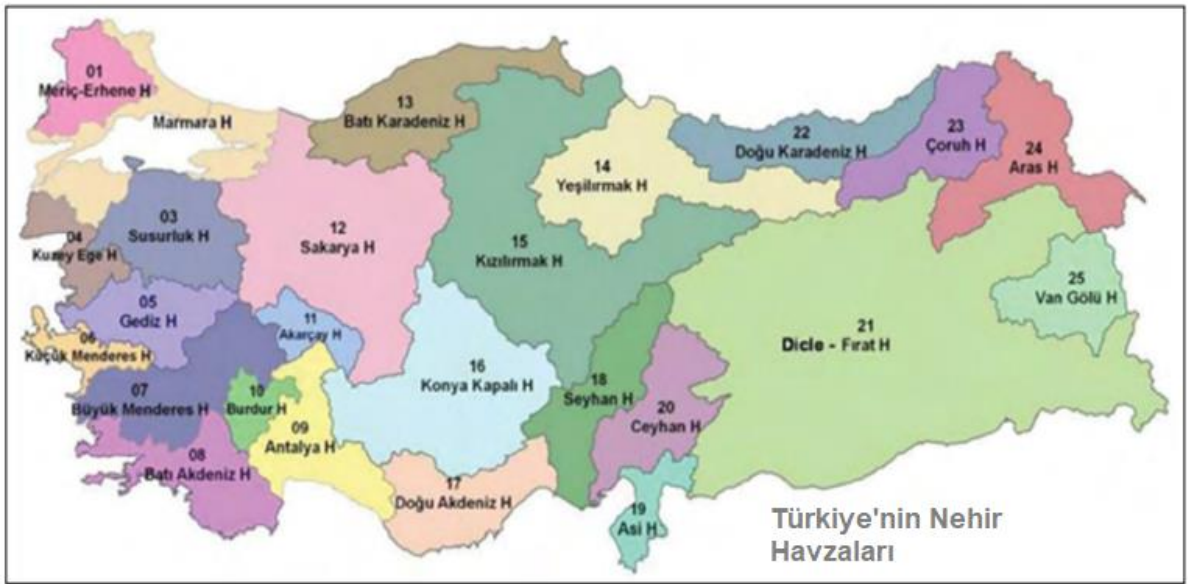 01
Meriç-Erhene H
Marmara H
03
Susurluk H
04
Kuzey Ege H
05
Gediz H
06
Küçük Menderes H
07
Büyük Menderes H
08
Batı Akdeniz H
09
Antalya H
10
Burdur H
11
Akarçay H
12
Sakarya H
13
Batı Karadeniz H
14
Yeşilırmak H
15
Kızılırmak H
16
Konya Kapalı H
17
Doğu Akdeniz H
18
Seyhan H
19
Asi H
20
Ceyhan H
21
Dicle - Fırat H
22
Doğu Karadeniz H
23
Çoruh H
24
Aras H
25
Van Gölü H
Türkiye'nin Nehir
Havzaları